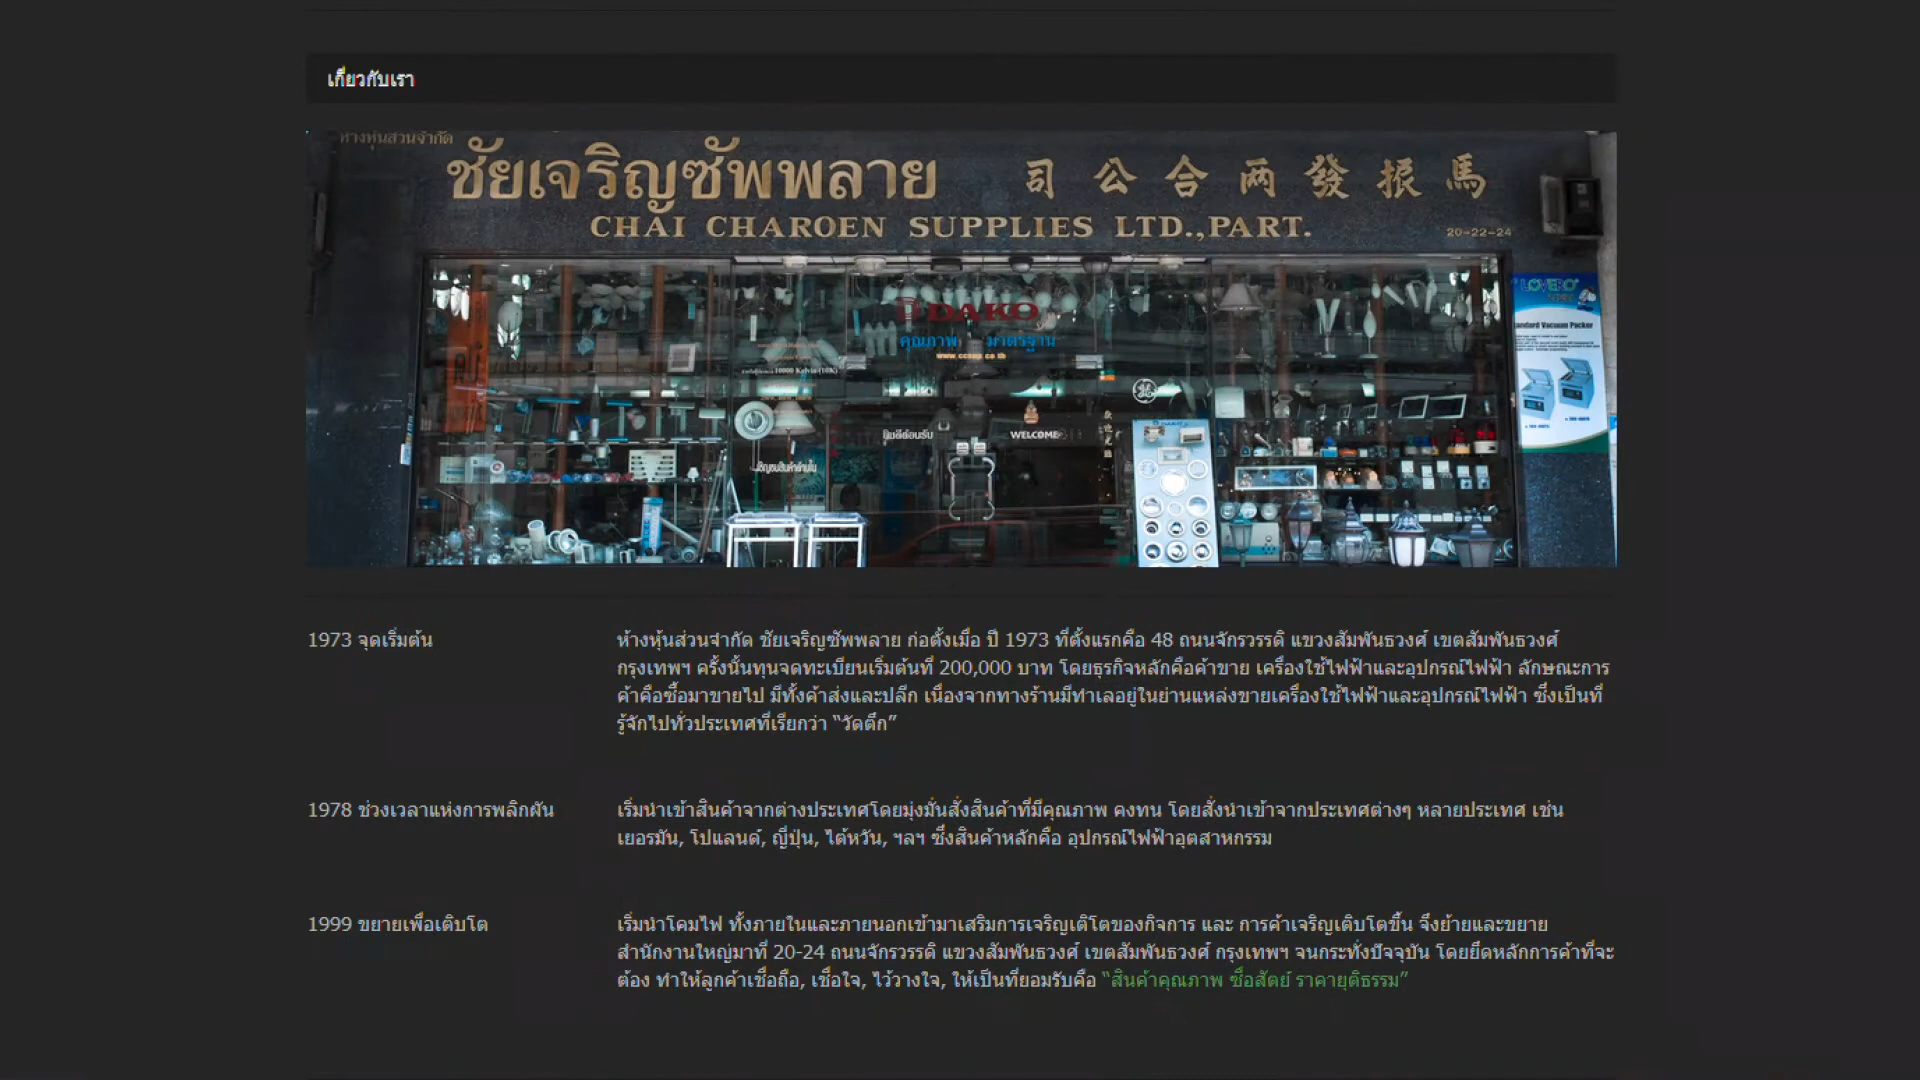 เกี่ยวกับเรา
ห้างหุ้นส่วนจำกัด
ชัยเจริญซัพพลาย
司公合两發振馬
CHAI CHAROEN SUPPLIES LTD.,PART.
20-22-24
LOVERO
Standard Vacuum Packer
DAKO
คุณภาพ มาตรฐาน
www.ccsup.co.th
10000 Kelvin (10K)
ยินดีต้อนรับ
WELCOME
เชิญชมสินค้าด้านใน
1973 จุดเริ่มต้น
ห้างหุ้นส่วนจำกัด ชัยเจริญซัพพลาย ก่อตั้งเมื่อ ปี 1973 ที่ตั้งแรกคือ 48 ถนนจักรวรรดิ แขวงสัมพันธวงศ์ เขตสัมพันธวงศ์
กรุงเทพฯ ครั้งนั้นทุนจดทะเบียนเริ่มต้นที่ 200,000 บาท โดยธุรกิจหลักคือค้าขาย เครื่องใช้ไฟฟ้าและอุปกรณ์ไฟฟ้า ลักษณะการ
ค้าคือซื้อมาขายไป มีทั้งค้าส่งและปลีก เนื่องจากทางร้านมีทำเลอยู่ในย่านแหล่งขายเครื่องใช้ไฟฟ้าและอุปกรณ์ไฟฟ้า ซึ่งเป็นที่
รู้จักไปทั่วประเทศที่เรียกว่า “วัดตึก”
1978 ช่วงเวลาแห่งการพลิกผัน
เริ่มนำเข้าสินค้าจากต่างประเทศโดยมุ่งมั่นสั่งสินค้าที่มีคุณภาพ คงทน โดยสั่งนำเข้าจากประเทศต่างๆ หลายประเทศ เช่น
เยอรมัน, โปแลนด์, ญี่ปุ่น, ไต้หวัน, ฯลฯ ซึ่งสินค้าหลักคือ อุปกรณ์ไฟฟ้าอุตสาหกรรม
1999 ขยายเพื่อเติบโต
เริ่มนำโคมไฟ ทั้งภายในและภายนอกเข้ามาเสริมการเจริญเติโตของกิจการ และ การค้าเจริญเติบโตขึ้น จึงย้ายและขยาย
สำนักงานใหญ่มาที่ 20-24 ถนนจักรวรรดิ แขวงสัมพันธวงศ์ เขตสัมพันธวงศ์ กรุงเทพฯ จนกระทั่งปัจจุบัน โดยยึดหลักการค้าที่จะ
ต้อง ทำให้ลูกค้าเชื่อถือ, เชื่อใจ, ไว้วางใจ, ให้เป็นที่ยอมรับคือ “สินค้าคุณภาพ ซื่อสัตย์ ราคายุติธรรม”